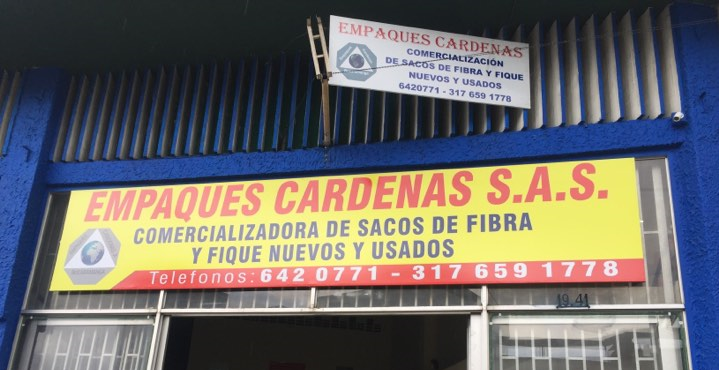 EMPAQUES CARDENAS
COMERCIALIZACIÓN
DE SACOS DE FIBRA Y FIQUE
NUEVOS Y USADOS
6420771 - 317 659 1778
EMPAQUES CARDENAS S.A.S.
COMERCIALIZADORA DE SACOS DE FIBRA
Y FIQUE NUEVOS Y USADOS
Telefonos: 642 0771 - 317 659 1778
19-41